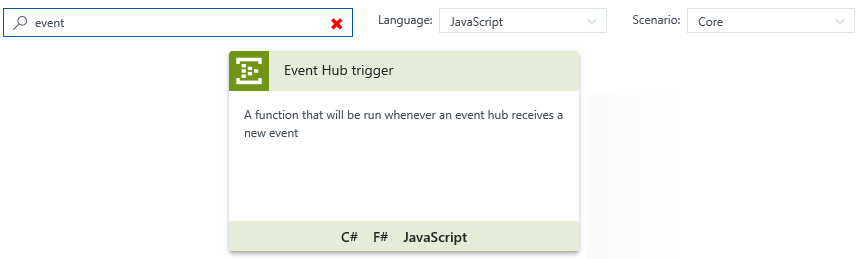 event Language: JavaScript Scenario: Core
Event Hub trigger
A function that will be run whenever an event hub receives a
new event
C# F# JavaScript